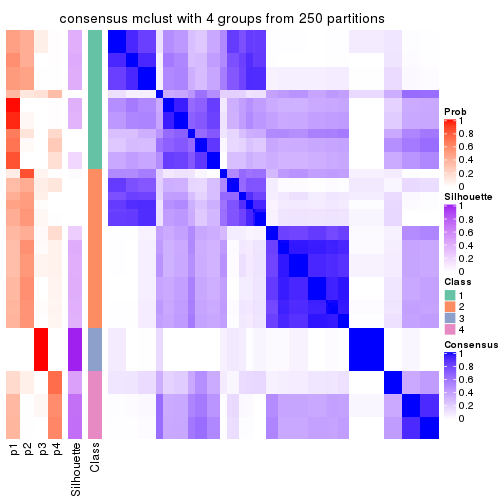 consensus mclust with 4 groups from 250 partitions
Prob
1
0.8
0.6
0.4
0.2
0
Silhouette
1
0.8
0.6
0.4
0.2
0
Class
1
2
3
4
Consensus
1
0.8
0.6
0.4
0.2
0
p1
p2
p3
p4
Silhouette
Class